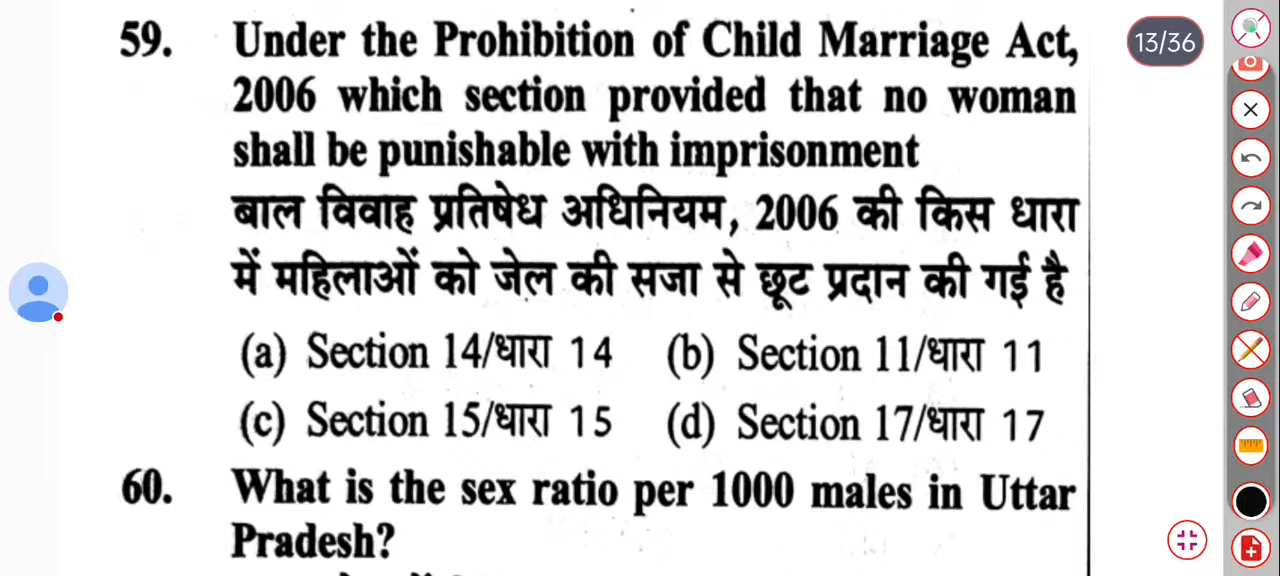 59. Under the Prohibition of Child Marriage Act,
2006 which section provided that no woman
shall be punishable with imprisonment
बाल विवाह प्रतिषेध अधिनियम, 2006 की किस धारा
में महिलाओं को जेल की सजा से छूट प्रदान की गई है
(a) Section 14/धारा 14 (b) Section 11/धारा 11
(c) Section 15/धारा 15 (d) Section 17/धारा 17
60. What is the sex ratio per 1000 males in Uttar
Pradesh?
13/36